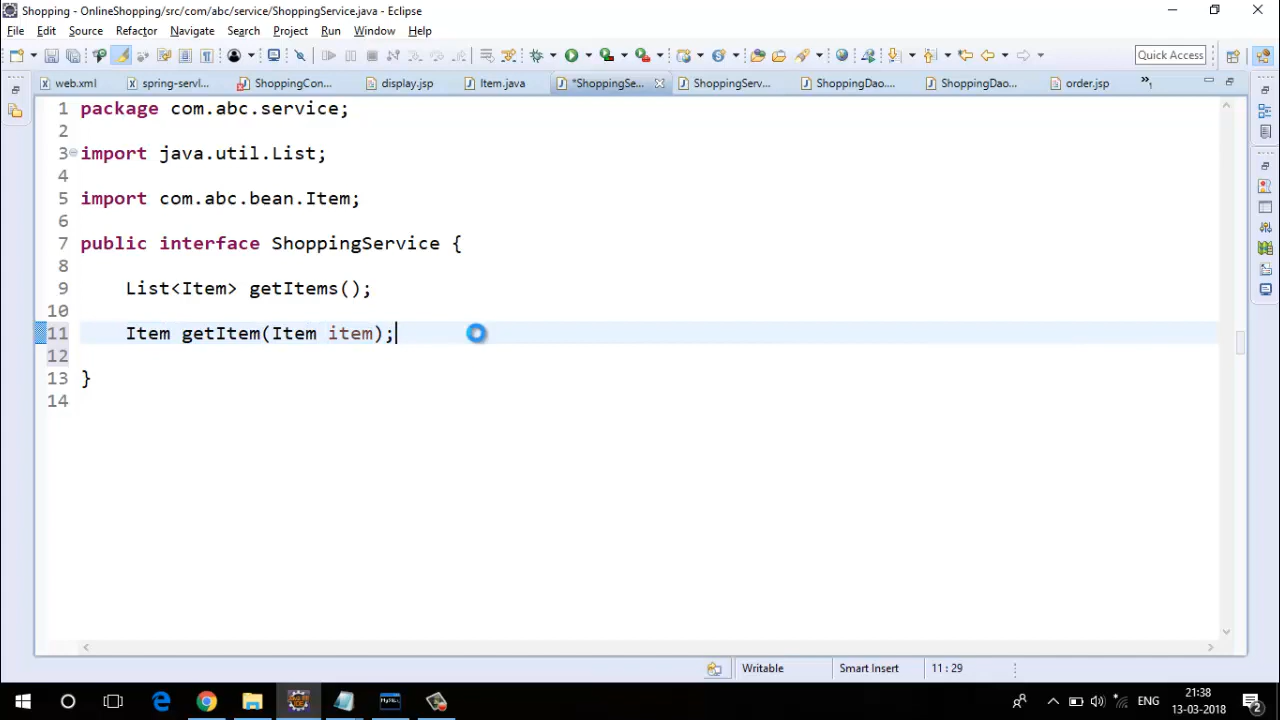 Shopping - OnlineShopping/src/com/abc/service/ShoppingService.java - Eclipse
File Edit Source Refactor Navigate Search Project Run Window Help
Quick Access
web.xml spring-servl... ShoppingCon... display.jsp Item.java *ShoppingSe... ShoppingServ... ShoppingDao.... ShoppingDao... order.jsp »1
1 package com.abc.service;
2
3 import java.util.List;
4
5 import com.abc.bean.Item;
6
7 public interface ShoppingService {
8
9 List<Item> getItems();
10
11 Item getItem(Item item);
12
13 }
14
Writable Smart Insert 11 : 29
ENG 21:38
13-03-2018 2